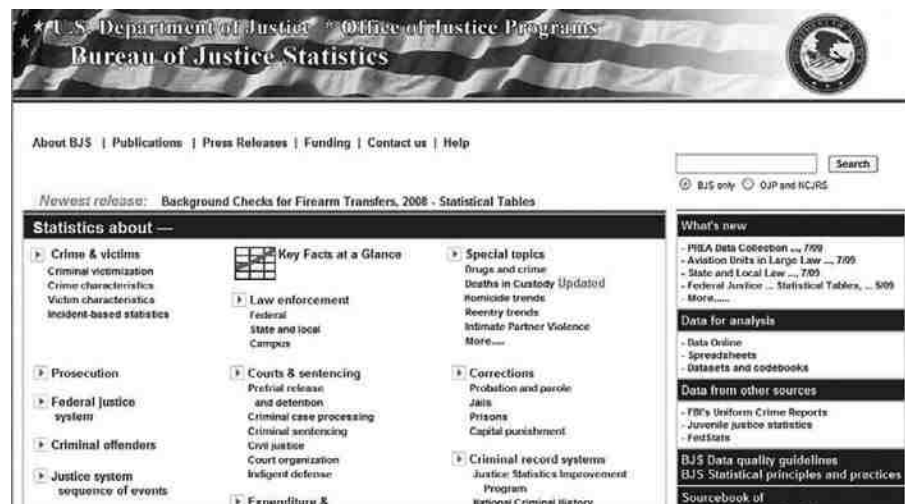 U.S. Department of Justice * Office of Justice Programs
Bureau of Justice Statistics
About BJS | Publications | Press Releases | Funding | Contact us | Help
Search
BJS only OJP and NCJRS
Newest release: Background Checks for Firearm Transfers, 2008 - Statistical Tables
Statistics about —
Crime & victims
Criminal victimization
Crime characteristics
Victim characteristics
Incident-based statistics
Prosecution
Federal justice
system
Criminal offenders
Justice system
sequence of events
Key Facts at a Glance
Law enforcement
Federal
State and local
Campus
Courts & sentencing
Pretrial release
and detention
Criminal case processing
Criminal sentencing
Civil justice
Court organization
Indigent defense
Expenditure &
Special topics
Drugs and crime
Deaths in Custody Updated
Homicide trends
Reentry trends
Intimate Partner Violence
More.....
Corrections
Probation and parole
Jails
Prisons
Capital punishment
Criminal record systems
Justice Statistics Improvement
Program
National Criminal History
What's new
- PREA Data Collection ..., 7/09
- Aviation Units in Large Law ..., 7/09
- State and Local Law ..., 7/09
- Federal Justice ... Statistical Tables, ... 5/09
- More......
Data for analysis
- Data Online
- Spreadsheets
- Datasets and codebooks
Data from other sources
- FBI's Uniform Crime Reports
- Juvenile justice statistics
- FedStats
BJS Data quality guidelines
BJS Statistical principles and practices
Sourcebook of